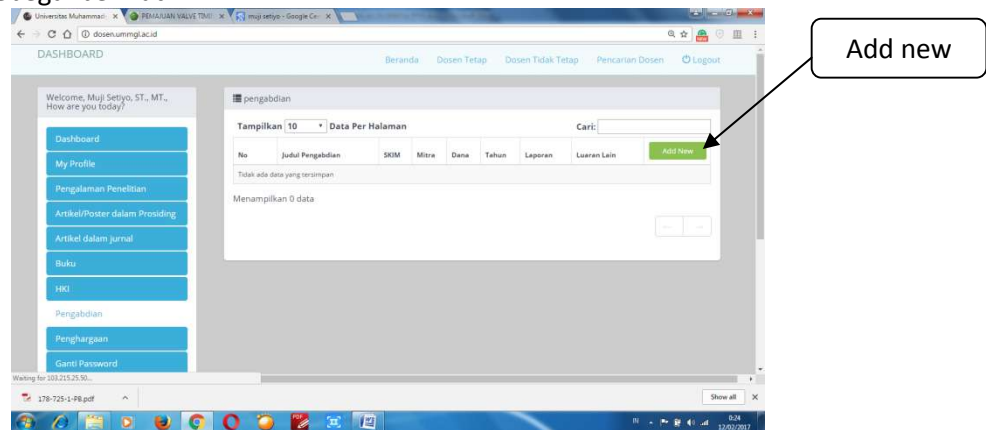 Universitas Muhammad
PEMAJUAN VALVE TIMI
muji setiyo - Google Ce
dosen.ummgl.ac.id
DASHBOARD
Beranda Dosen Tetap Dosen Tidak Tetap Pencarian Dosen Logout
Add new
Welcome, Muji Setiyo, ST., MT.,
How are you today?
Dashboard
My Profile
Pengalaman Penelitian
Artikel/Poster dalam Prosiding
Artikel dalam jurnal
Buku
HKI
Pengabdian
Penghargaan
Ganti Password
pengabdian
Tampilkan 10 Data Per Halaman
Cari:
No Judul Pengabdian SKIM Mitra Dana Tahun Laporan Luaran Lain Add New
Tidak ada data yang tersimpan
Menampilkan 0 data
Waiting for 103.215.25.50...
178-725-1-PB.pdf
Show all
IN
0:24
12/02/2017